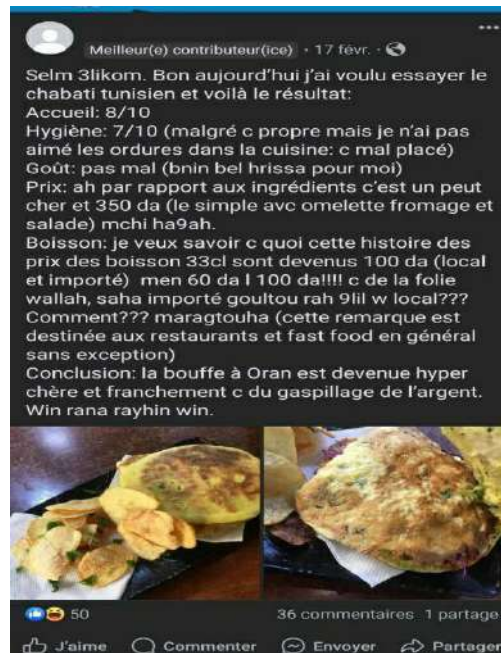 Meilleur(e) contributeur(ice) · 17 févr. ·
Selm 3likom. Bon aujourd'hui j'ai voulu essayer le
chabati tunisien et voilà le résultat:
Accueil: 8/10
Hygiène: 7/10 (malgré c propre mais je n'ai pas
aimé les ordures dans la cuisine: c mal placé)
Goût: pas mal (bnin bel hrissa pour moi)
Prix: ah par rapport aux ingrédients c'est un peut
cher et 350 da (le simple avc omelette fromage et
salade) mchi ha9ah.
Boisson: je veux savoir c quoi cette histoire des
prix des boisson 33cl sont devenus 100 da (local
et importé) men 60 da l 100 da!!!! c de la folie
wallah, saha importé goultou rah 9lil w local???
Comment??? maragtouha (cette remarque est
destinée aux restaurants et fast food en général
sans exception)
Conclusion: la bouffe à Oran est devenue hyper
chère et franchement c du gaspillage de l'argent.
Win rana rayhin win.
50 36 commentaires 1 partage
J'aime Commenter Envoyer Partager